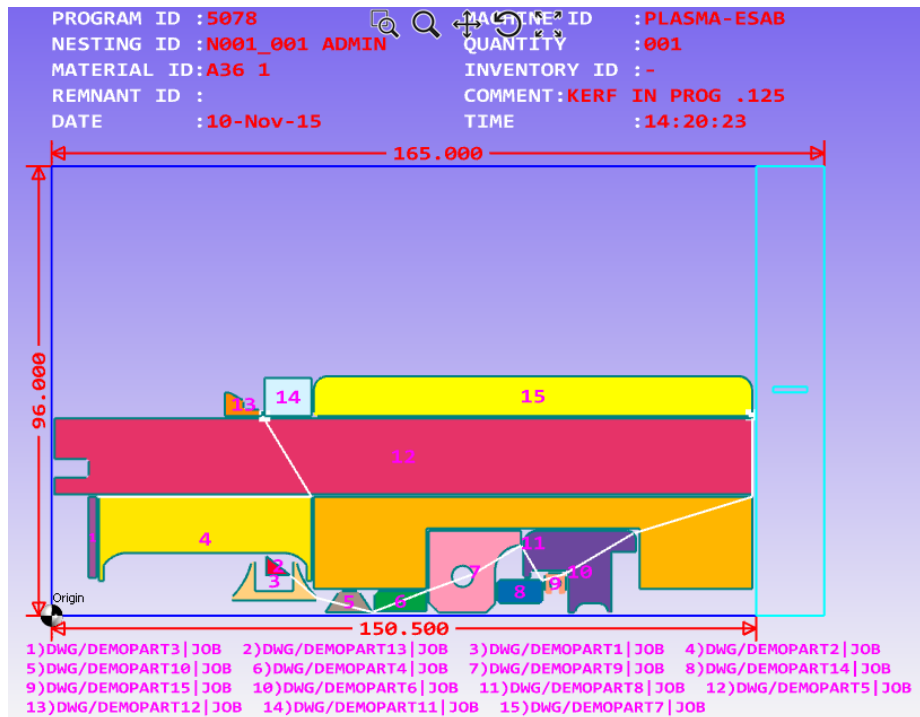 PROGRAM ID :5078 MACHINE ID :PLASMA-ESAB
NESTING ID :N001_001 ADMIN QUANTITY :001
MATERIAL ID:A36 1 INVENTORY ID :-
REMNANT ID : COMMENT:KERF IN PROG .125
DATE :10-Nov-15 TIME :14:20:23
165.000
96.000
13 14 15
12
4
2
3
5 6 7 8 9 10 11
Origin
150.500
1)DWG/DEMOPART3|JOB 2)DWG/DEMOPART13|JOB 3)DWG/DEMOPART1|JOB 4)DWG/DEMOPART2|JOB
5)DWG/DEMOPART10|JOB 6)DWG/DEMOPART4|JOB 7)DWG/DEMOPART9|JOB 8)DWG/DEMOPART14|JOB
9)DWG/DEMOPART15|JOB 10)DWG/DEMOPART6|JOB 11)DWG/DEMOPART8|JOB 12)DWG/DEMOPART5|JOB
13)DWG/DEMOPART12|JOB 14)DWG/DEMOPART11|JOB 15)DWG/DEMOPART7|JOB